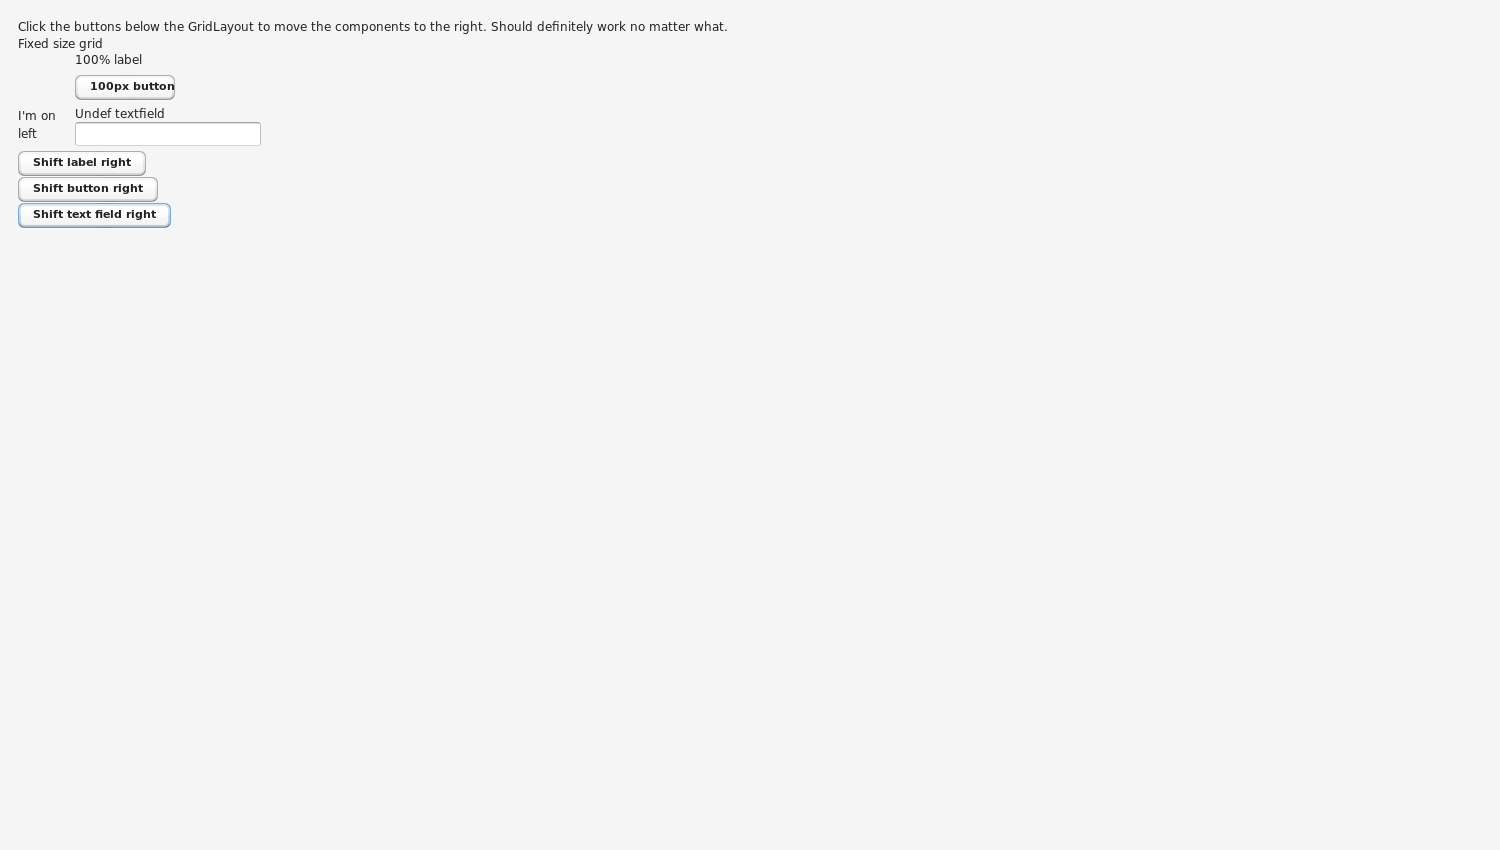 Click the buttons below the GridLayout to move the components to the right. Should definitely work no matter what.
Fixed size grid
100% label
100px button
Undef textfield
I'm on
left
Shift label right
Shift button right
Shift text field right